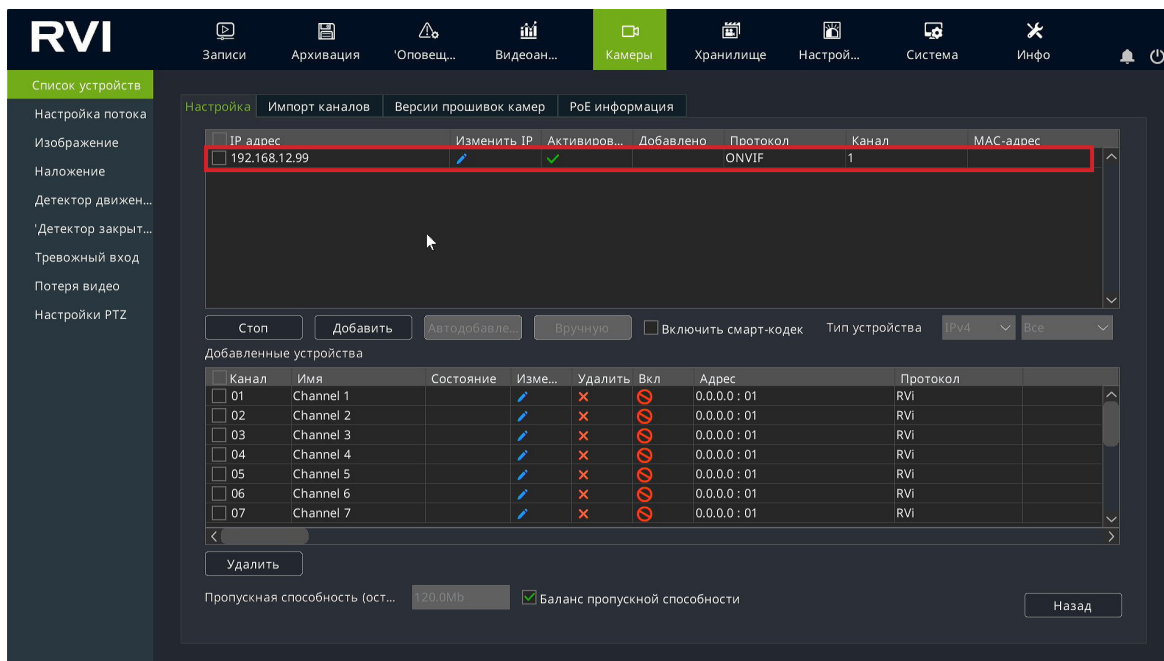 RVI
Записи Архивация 'Оповещ... Видеоан... Камеры Хранилище Настрой... Система Инфо
Список устройств
Настройка потока
Изображение
Наложение
Детектор движен...
'Детектор закрыт...
Тревожный вход
Потеря видео
Настройки PTZ
Настройка Импорт каналов Версии прошивок камер PoE информация
IP адрес Изменить IP Активиров... Добавлено Протокол Канал MAC-адрес
192.168.12.99 ONVIF 1
Стоп Добавить Автодобавле... Вручную Включить смарт-кодек Тип устройства IPv4 Все
Добавленные устройства
Канал Имя Состояние Изме... Удалить Вкл Адрес Протокол
01 Channel 1 0.0.0.0 : 01 RVi
02 Channel 2 0.0.0.0 : 01 RVi
03 Channel 3 0.0.0.0 : 01 RVi
04 Channel 4 0.0.0.0 : 01 RVi
05 Channel 5 0.0.0.0 : 01 RVi
06 Channel 6 0.0.0.0 : 01 RVi
07 Channel 7 0.0.0.0 : 01 RVi
Удалить
Пропускная способность (ост... 120.0Mb Баланс пропускной способности
Назад